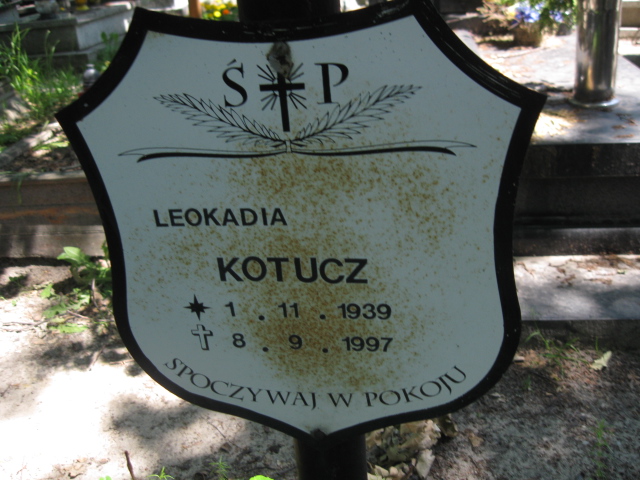 Ś P
LEOKADIA
KOTUCZ
1 . 11 . 1939
8 . 9 . 1997
SPOCZYWAJ W POKOJU